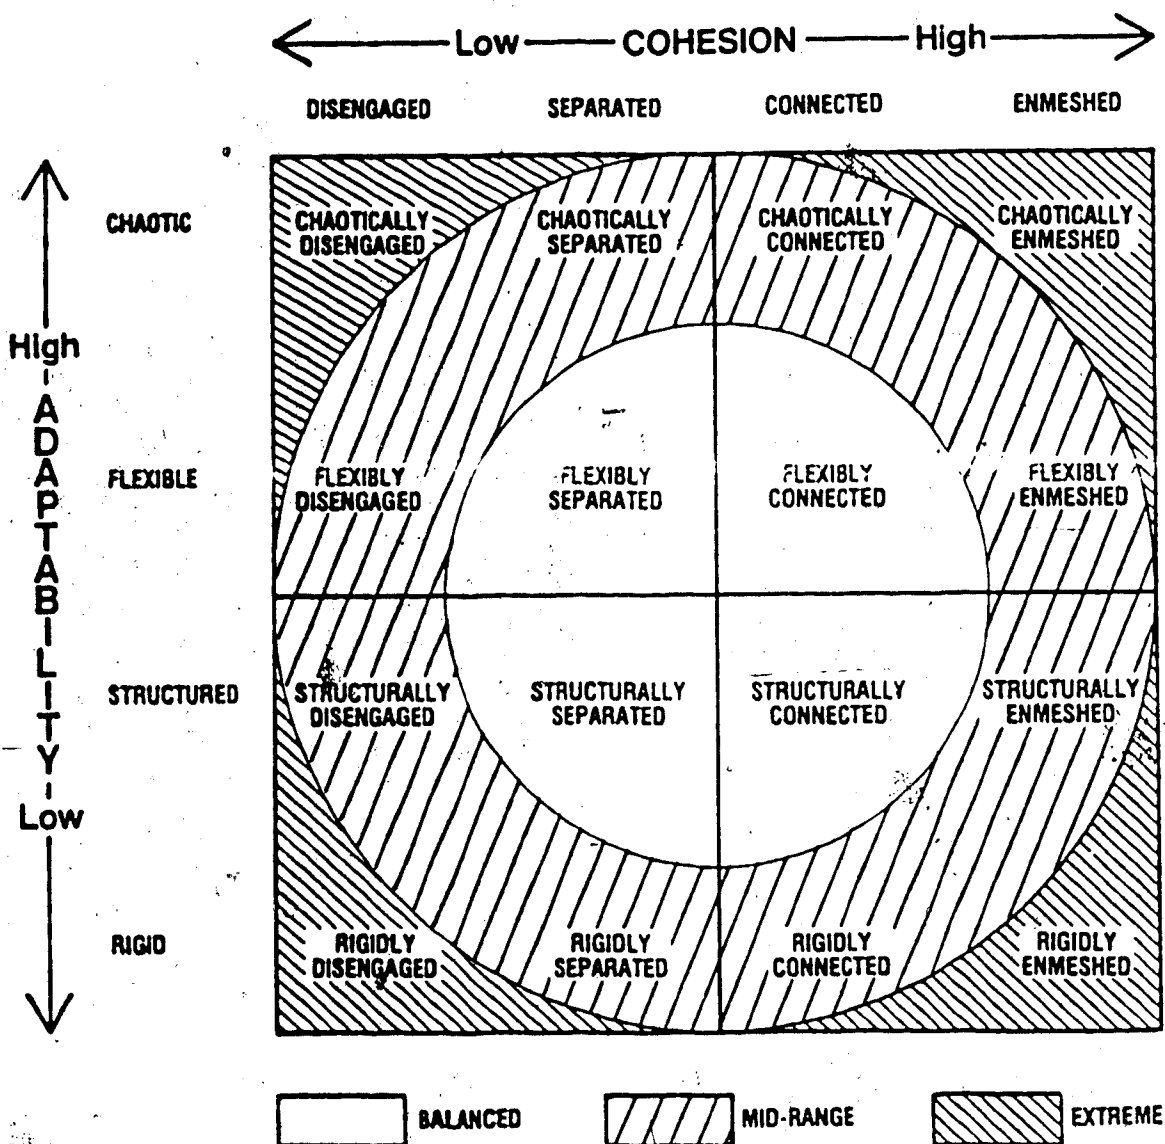 Low COHESION High
DISENGAGED SEPARATED CONNECTED ENMESHED
CHAOTIC
CHAOTICALLY
DISENGAGED
CHAOTICALLY
SEPARATED
CHAOTICALLY
CONNECTED
CHAOTICALLY
ENMESHED
High
ADAPTABILITY
Low
FLEXIBLE
FLEXIBLY
DISENGAGED
FLEXIBLY
SEPARATED
FLEXIBLY
CONNECTED
FLEXIBLY
ENMESHED
STRUCTURED
STRUCTURALLY
DISENGAGED
STRUCTURALLY
SEPARATED
STRUCTURALLY
CONNECTED
STRUCTURALLY
ENMESHED
RIGID
RIGIDLY
DISENGAGED
RIGIDLY
SEPARATED
RIGIDLY
CONNECTED
RIGIDLY
ENMESHED
BALANCED MID-RANGE EXTREME